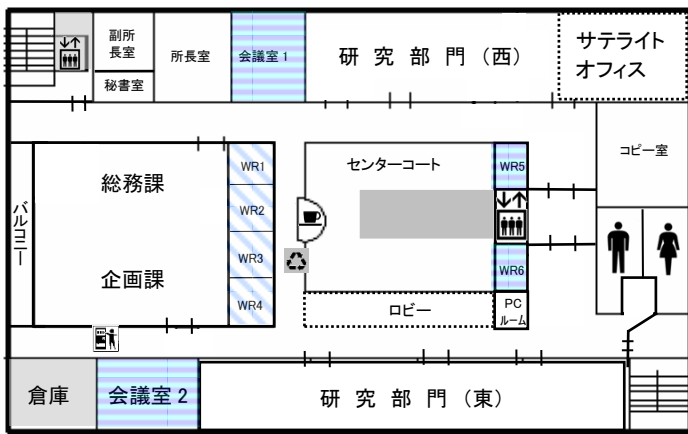 副所
長室
秘書室
所長室
会議室 1
研 究 部 門 (西)
サテライト
オフィス
コピー室
総務課
企画課
WR1
WR2
WR3
WR4
センターコート
WR5
WR6
PC
ルーム
ロビー
バルコニー
倉庫
会議室 2
研 究 部 門 (東)